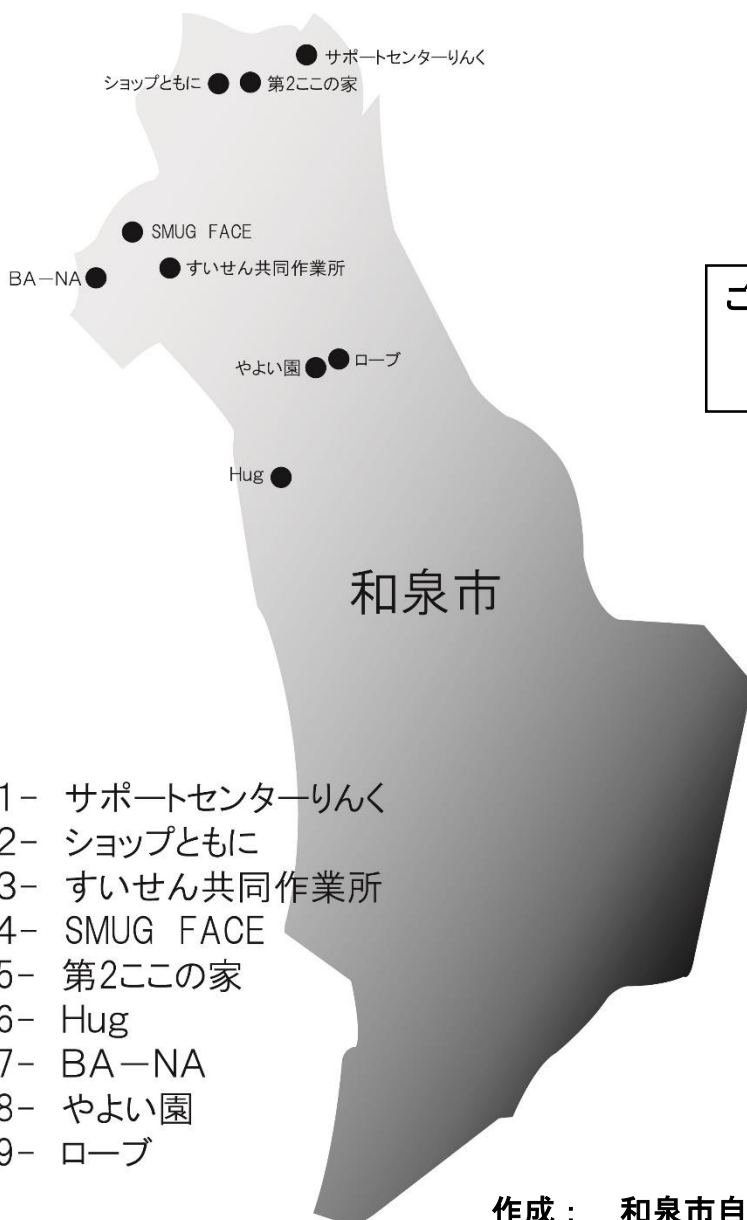 サポートセンターりんく
ショップともに
第2ここの家
SMUG FACE
すいせん共同作業所
BA－NA
ローブ
やよい園
Hug
和泉市
1- サポートセンターりんく
2- ショップともに
3- すいせん共同作業所
4- SMUG FACE
5- 第2ここの家
6- Hug
7- BA－NA
8- やよい園
9- ローブ
作成： 和泉市自